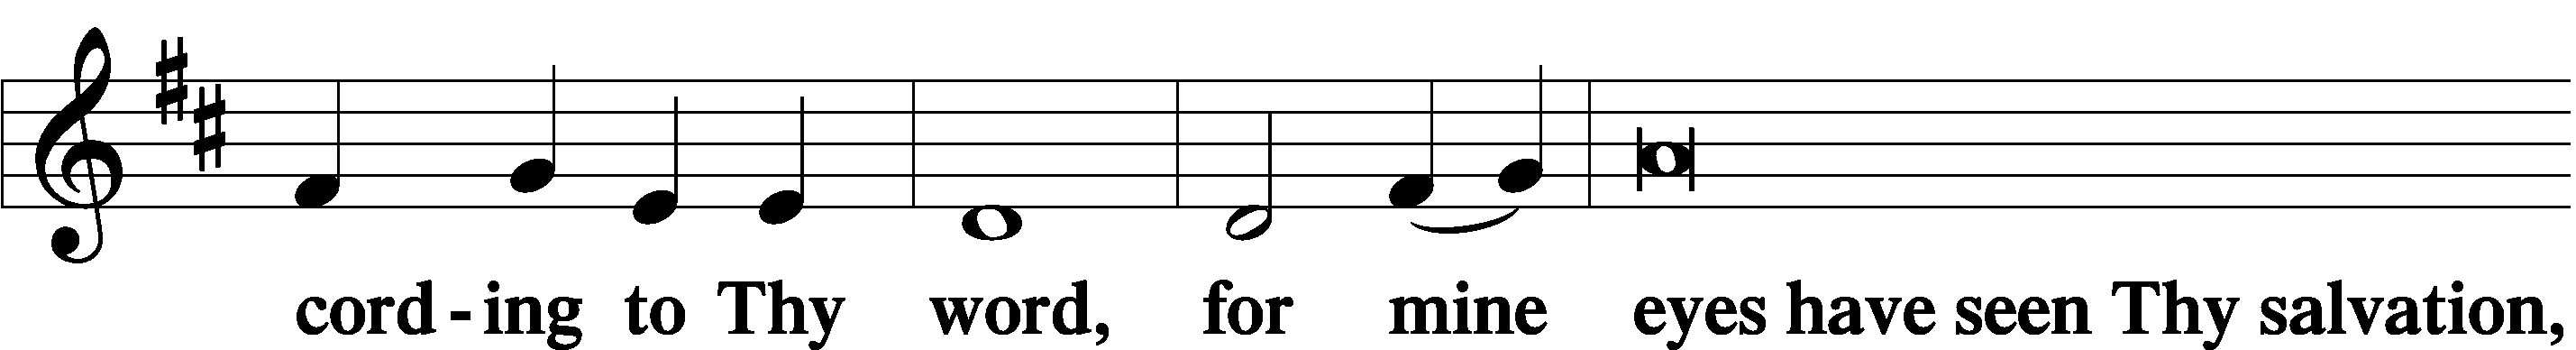 cord - ing to Thy word, for mine eyes have seen Thy salvation,